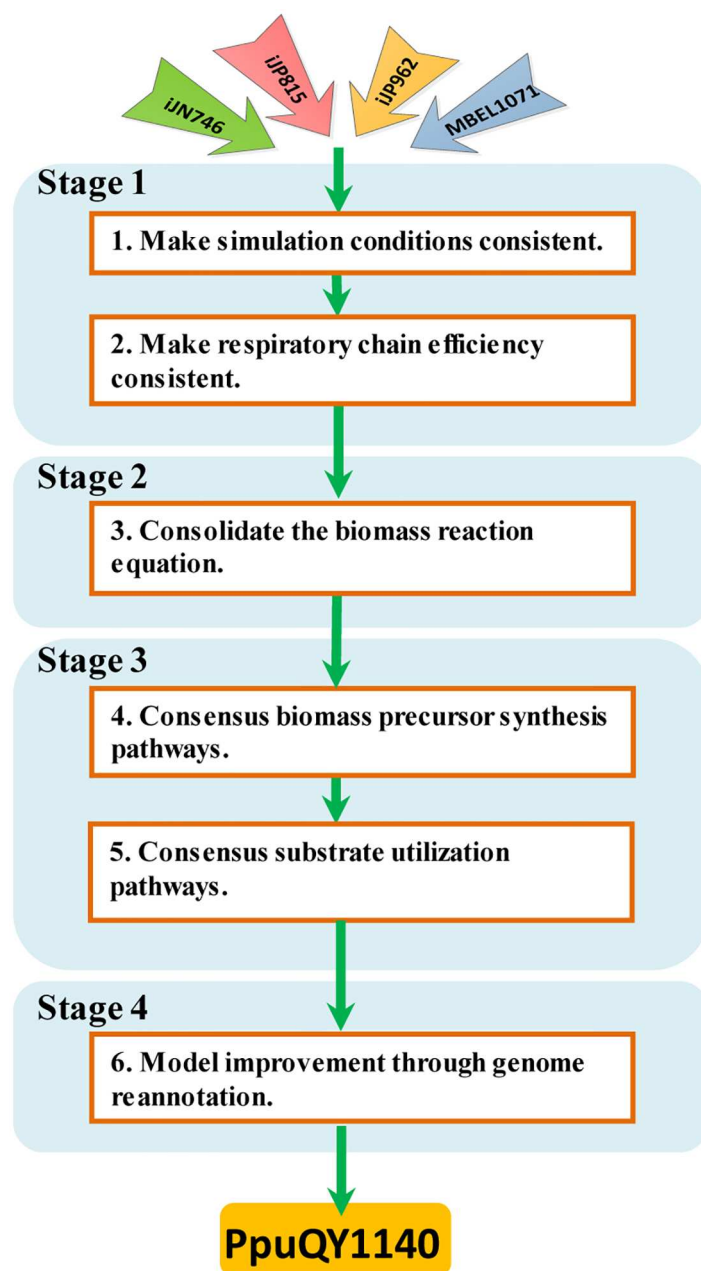 iJN746
iJP815
iJP962
MBEL1071
Stage 1
1. Make simulation conditions consistent.
2. Make respiratory chain efficiency
consistent.
Stage 2
3. Consolidate the biomass reaction
equation.
Stage 3
4. Consensus biomass precursor synthesis
pathways.
5. Consensus substrate utilization
pathways.
Stage 4
6. Model improvement through genome
reannotation.
PpuQY1140